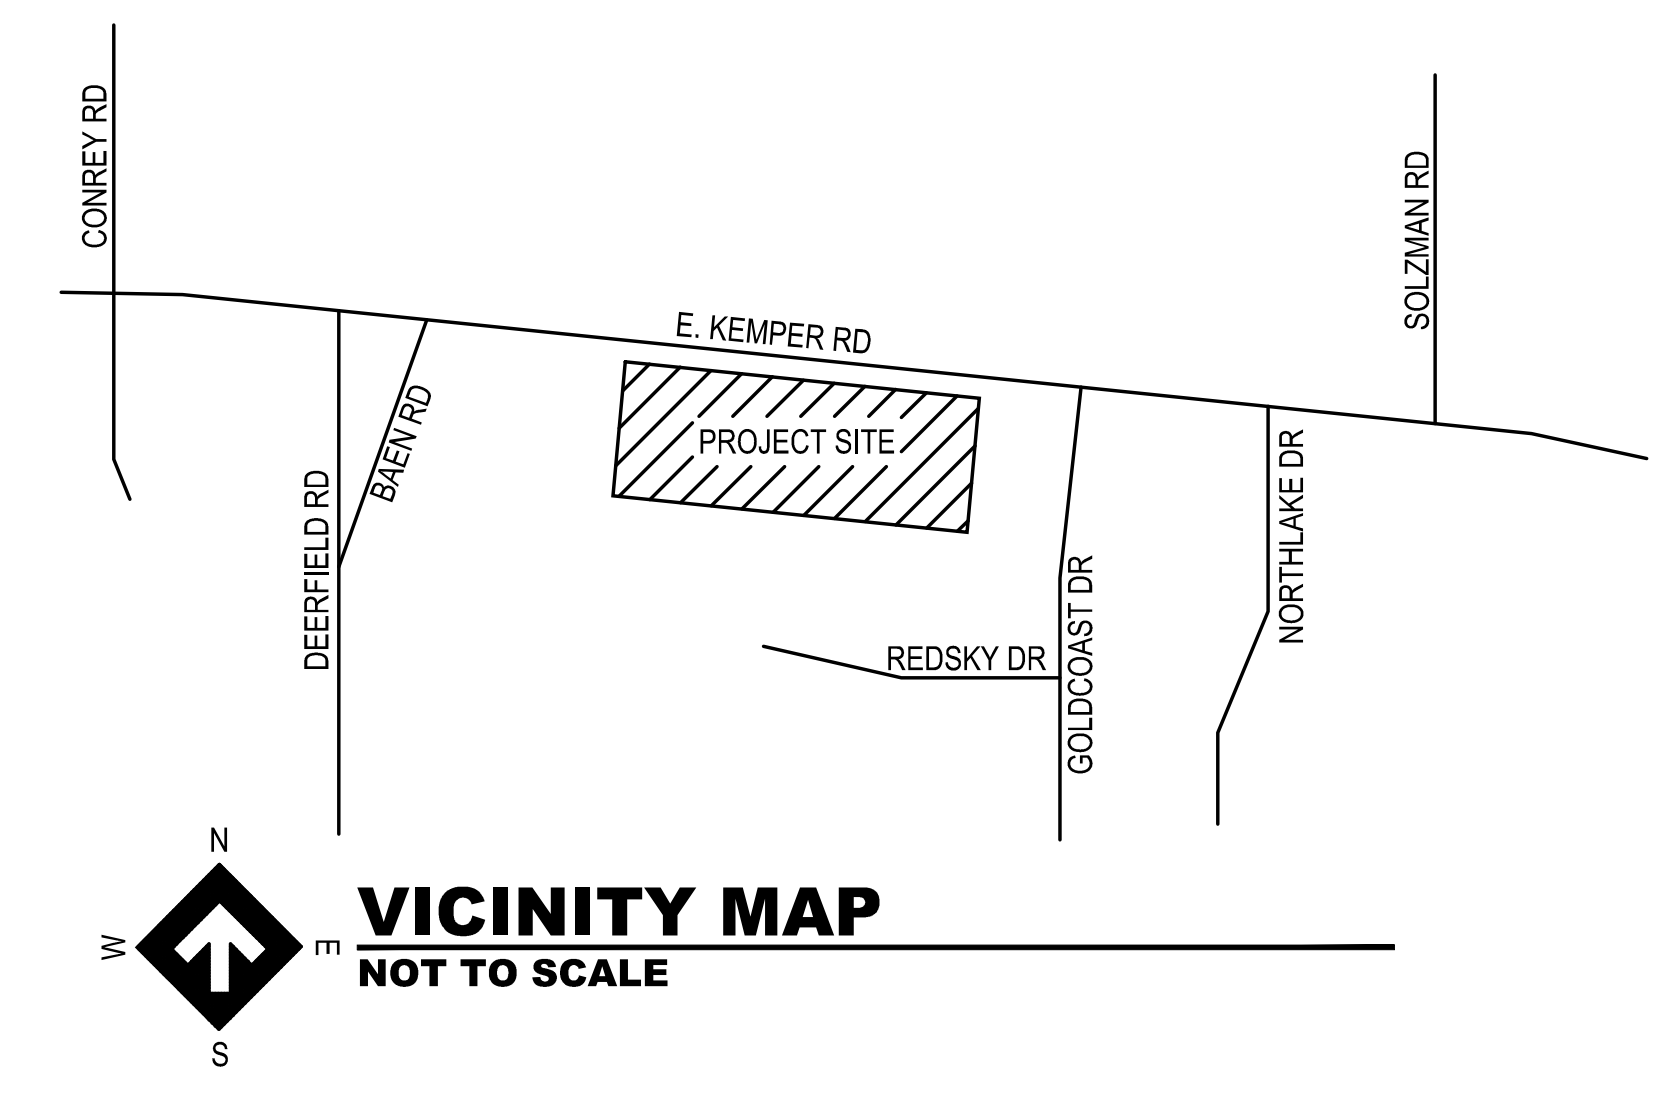 CONREY RD
SOLZMAN RD
E. KEMPER RD
BAEN RD
PROJECT SITE
DEERFIELD RD
NORTHLAKE DR
GOLDCOAST DR
REDSKY DR
N
W
E
S
VICINITY MAP
NOT TO SCALE